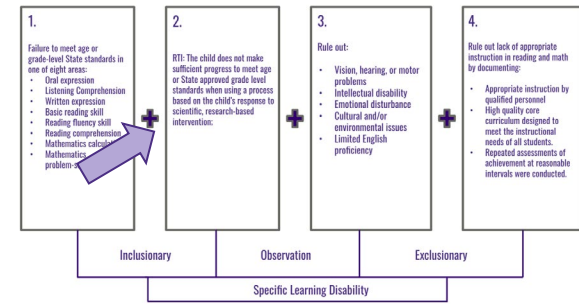 1.
Failure to meet age or
grade-level State standards in
one of eight areas:
• Oral expression
• Listening Comprehension
• Written expression
• Basic reading skill
• Reading fluency skill
• Reading comprehension
• Mathematics
• Mathematics
2.
RTI: The child does not make
sufficient progress to meet age
or State approved grade level
standards when using a process
based on the child's response to
scientific, research-based
intervention;
3.
Rule out:
• Vision, hearing, or motor
problems
• Intellectual disability
• Emotional disturbance
• Cultural and/or
environmental issues
• Limited English
proficiency
4.
Rule out lack of appropriate
instruction in reading and math
by documenting:
• Appropriate instruction by
qualified personnel
• High quality core
curriculum designed to
meet the instructional
needs of all students.
• Repeated assessments of
achievement at reasonable
intervals were conducted.
Inclusionary
Observation
Exclusionary
Specific Learning Disability